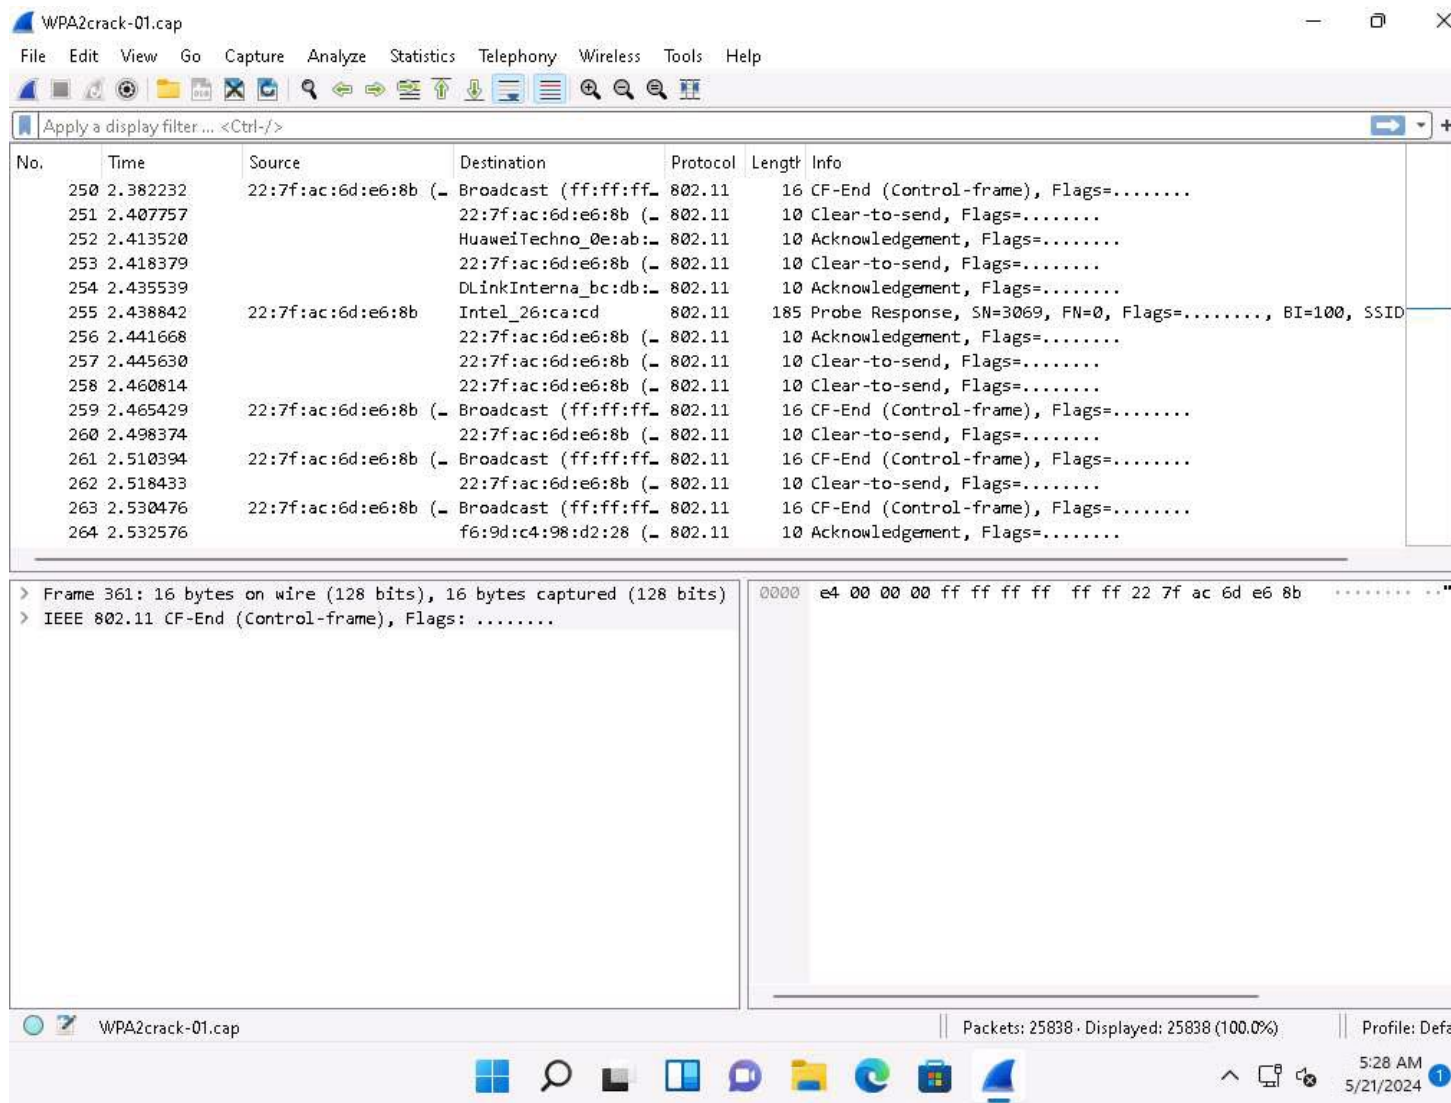 WPA2crack-01.cap
File Edit View Go Capture Analyze Statistics Telephony Wireless Tools Help
Apply a display filter ... <Ctrl-/>
No. Time Source Destination Protocol Length Info
250 2.382232 22:7f:ac:6d:e6:8b (… Broadcast (ff:ff:ff… 802.11 16 CF-End (Control-frame), Flags=........
251 2.407757 22:7f:ac:6d:e6:8b (… 802.11 10 Clear-to-send, Flags=........
252 2.413520 HuaweiTechno_0e:ab:… 802.11 10 Acknowledgement, Flags=........
253 2.418379 22:7f:ac:6d:e6:8b (… 802.11 10 Clear-to-send, Flags=........
254 2.435539 DLinkInterna_bc:db:… 802.11 10 Acknowledgement, Flags=........
255 2.438842 22:7f:ac:6d:e6:8b Intel_26:ca:cd 802.11 185 Probe Response, SN=3069, FN=0, Flags=........, BI=100, SSID
256 2.441668 22:7f:ac:6d:e6:8b (… 802.11 10 Acknowledgement, Flags=........
257 2.445630 22:7f:ac:6d:e6:8b (… 802.11 10 Clear-to-send, Flags=........
258 2.460814 22:7f:ac:6d:e6:8b (… 802.11 10 Clear-to-send, Flags=........
259 2.465429 22:7f:ac:6d:e6:8b (… Broadcast (ff:ff:ff… 802.11 16 CF-End (Control-frame), Flags=........
260 2.498374 22:7f:ac:6d:e6:8b (… 802.11 10 Clear-to-send, Flags=........
261 2.510394 22:7f:ac:6d:e6:8b (… Broadcast (ff:ff:ff… 802.11 16 CF-End (Control-frame), Flags=........
262 2.518433 22:7f:ac:6d:e6:8b (… 802.11 10 Clear-to-send, Flags=........
263 2.530476 22:7f:ac:6d:e6:8b (… Broadcast (ff:ff:ff… 802.11 16 CF-End (Control-frame), Flags=........
264 2.532576 f6:9d:c4:98:d2:28 (… 802.11 10 Acknowledgement, Flags=........
> Frame 361: 16 bytes on wire (128 bits), 16 bytes captured (128 bits)
> IEEE 802.11 CF-End (Control-frame), Flags: ........
0000 e4 00 00 00 ff ff ff ff ff ff 22 7f ac 6d e6 8b ········ ··"
WPA2crack-01.cap
Packets: 25838 · Displayed: 25838 (100.0%)
Profile: Defa
5:28 AM
5/21/2024
1